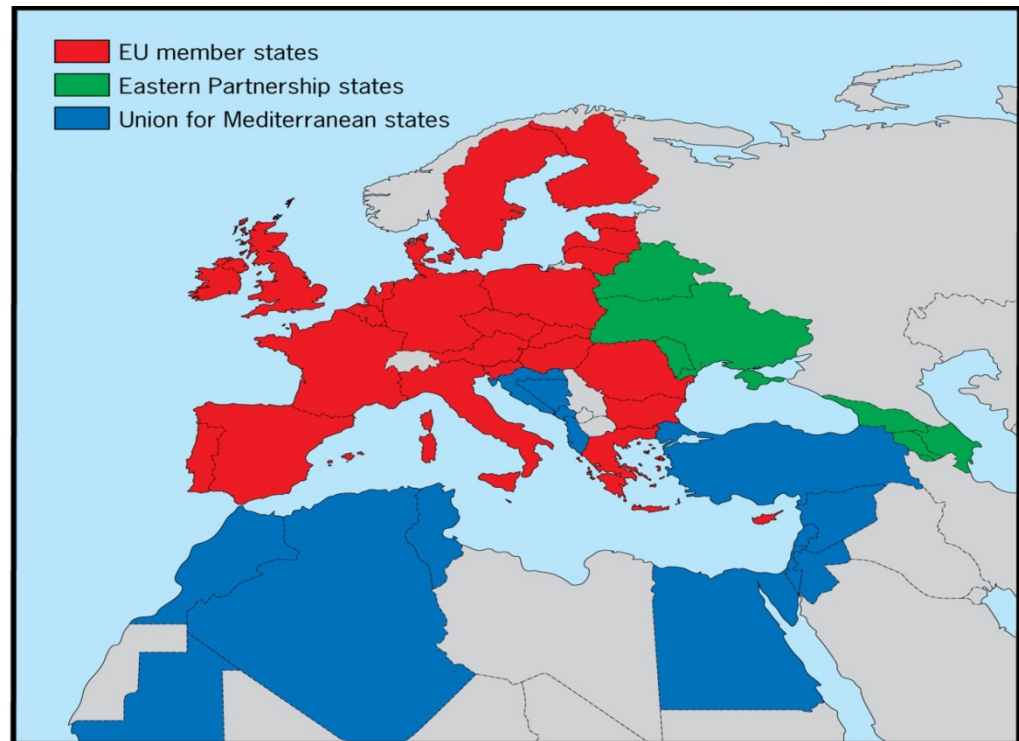 EU member states
Eastern Partnership states
Union for Mediterranean states